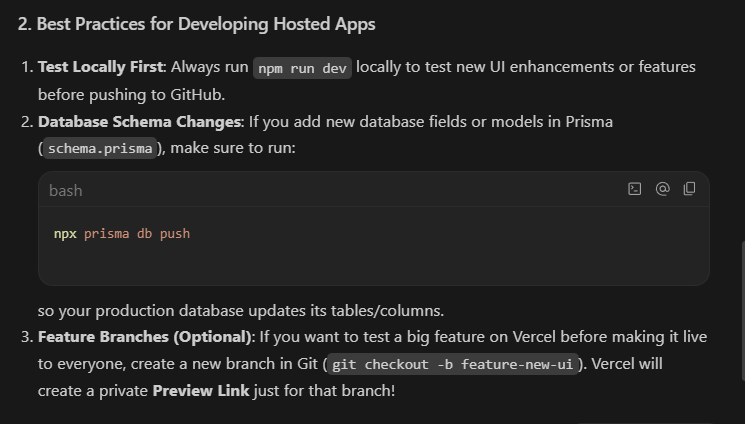 2. Best Practices for Developing Hosted Apps
1. Test Locally First: Always run npm run dev locally to test new UI enhancements or features
before pushing to GitHub.
2. Database Schema Changes: If you add new database fields or models in Prisma
(schema.prisma), make sure to run:
bash
npx prisma db push
so your production database updates its tables/columns.
3. Feature Branches (Optional): If you want to test a big feature on Vercel before making it live
to everyone, create a new branch in Git (git checkout -b feature-new-ui). Vercel will
create a private Preview Link just for that branch!